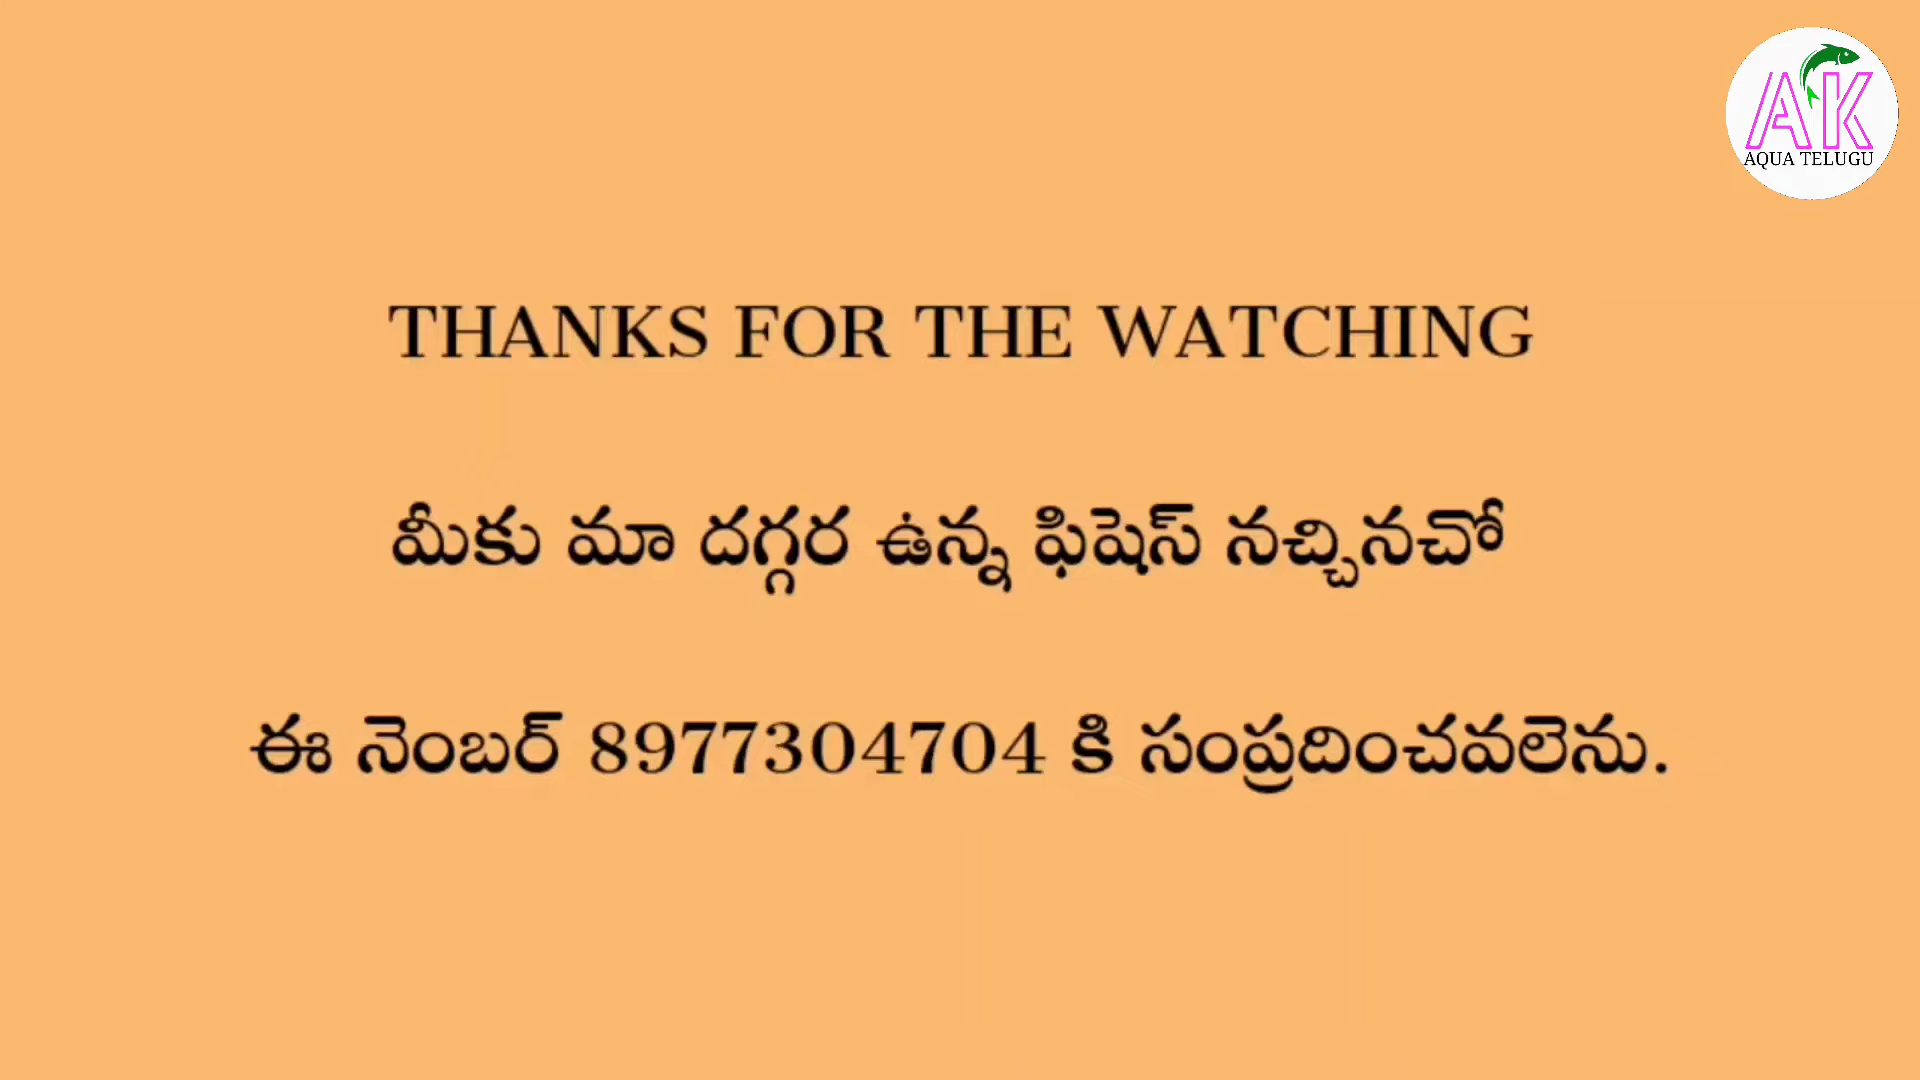 AK
AQUA TELUGU
THANKS FOR THE WATCHING
మీకు మా దగ్గర ఉన్న ఫిషెస్ నచ్చినచో
ఈ నెంబర్ 8977304704 కి సంప్రదించవలెను.